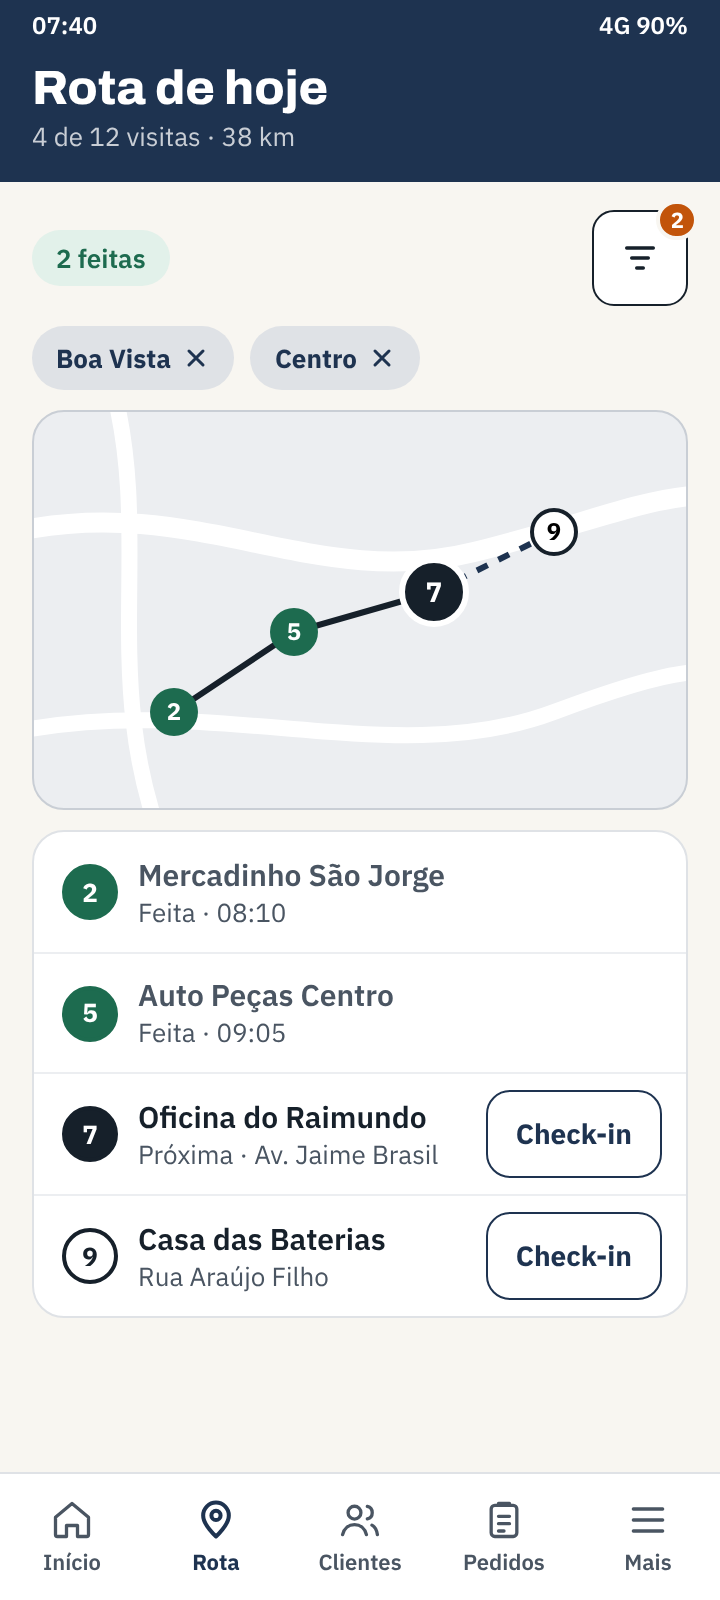 07:40
4G 90%
Rota de hoje
4 de 12 visitas · 38 km
2 feitas
2
Boa Vista ✕
Centro ✕
9
7
5
2
2
Mercadinho São Jorge
Feita · 08:10
5
Auto Peças Centro
Feita · 09:05
7
Oficina do Raimundo
Próxima · Av. Jaime Brasil
Check-in
9
Casa das Baterias
Rua Araújo Filho
Check-in
Início
Rota
Clientes
Pedidos
Mais